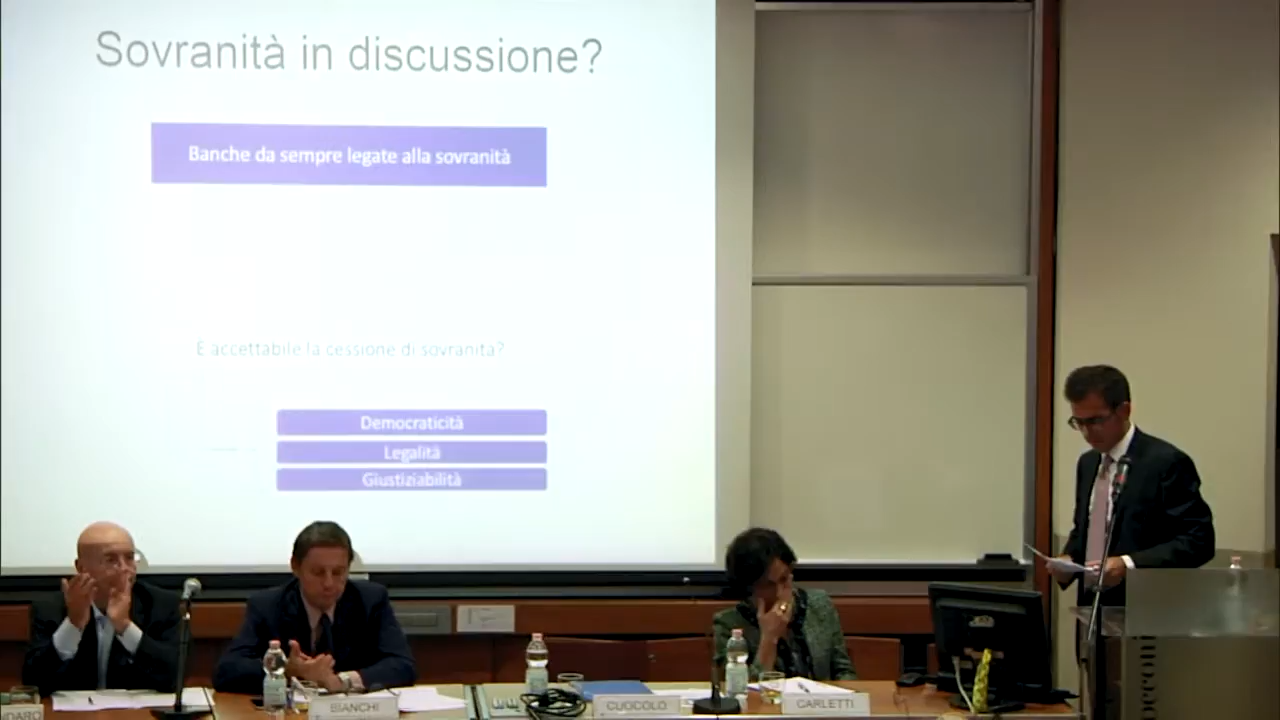 Sovranità in discussione?
Banche da sempre legate alla sovranità
E accettabile la cessione di sovranità?
Democraticità
Legalità
Giustiziabilità
BIANCHI
CUOCOLO
CARLETTI